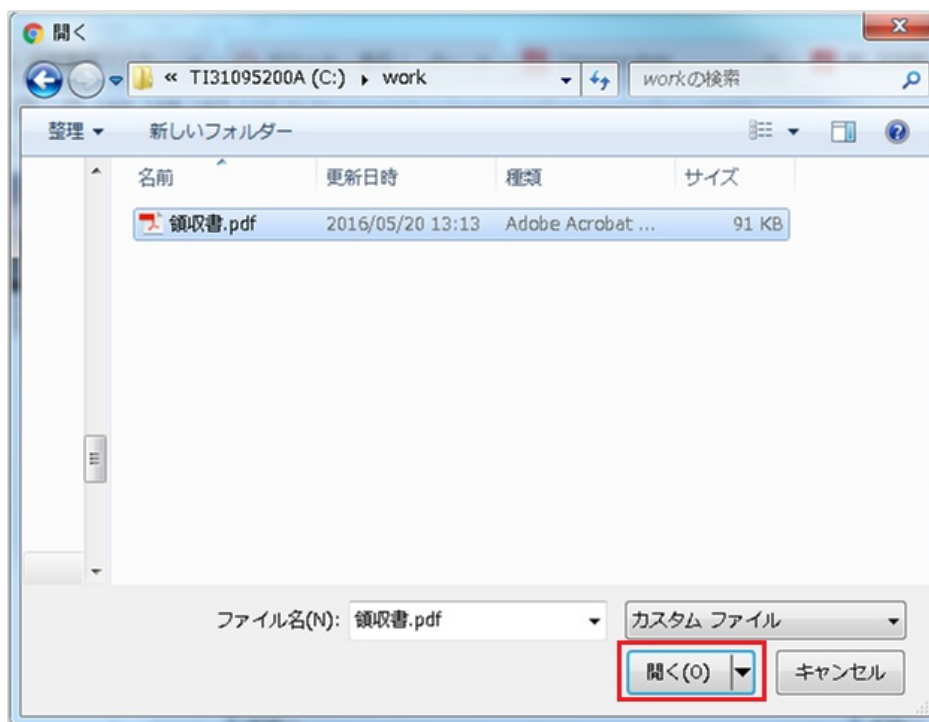 開く
« TI31095200A (C:) ▸ work
workの検索
整理 ▼ 新しいフォルダー
名前 更新日時 種類 サイズ
領収書.pdf 2016/05/20 13:13 Adobe Acrobat ... 91 KB
ファイル名(N): 領収書.pdf カスタム ファイル
開く(O) キャンセル